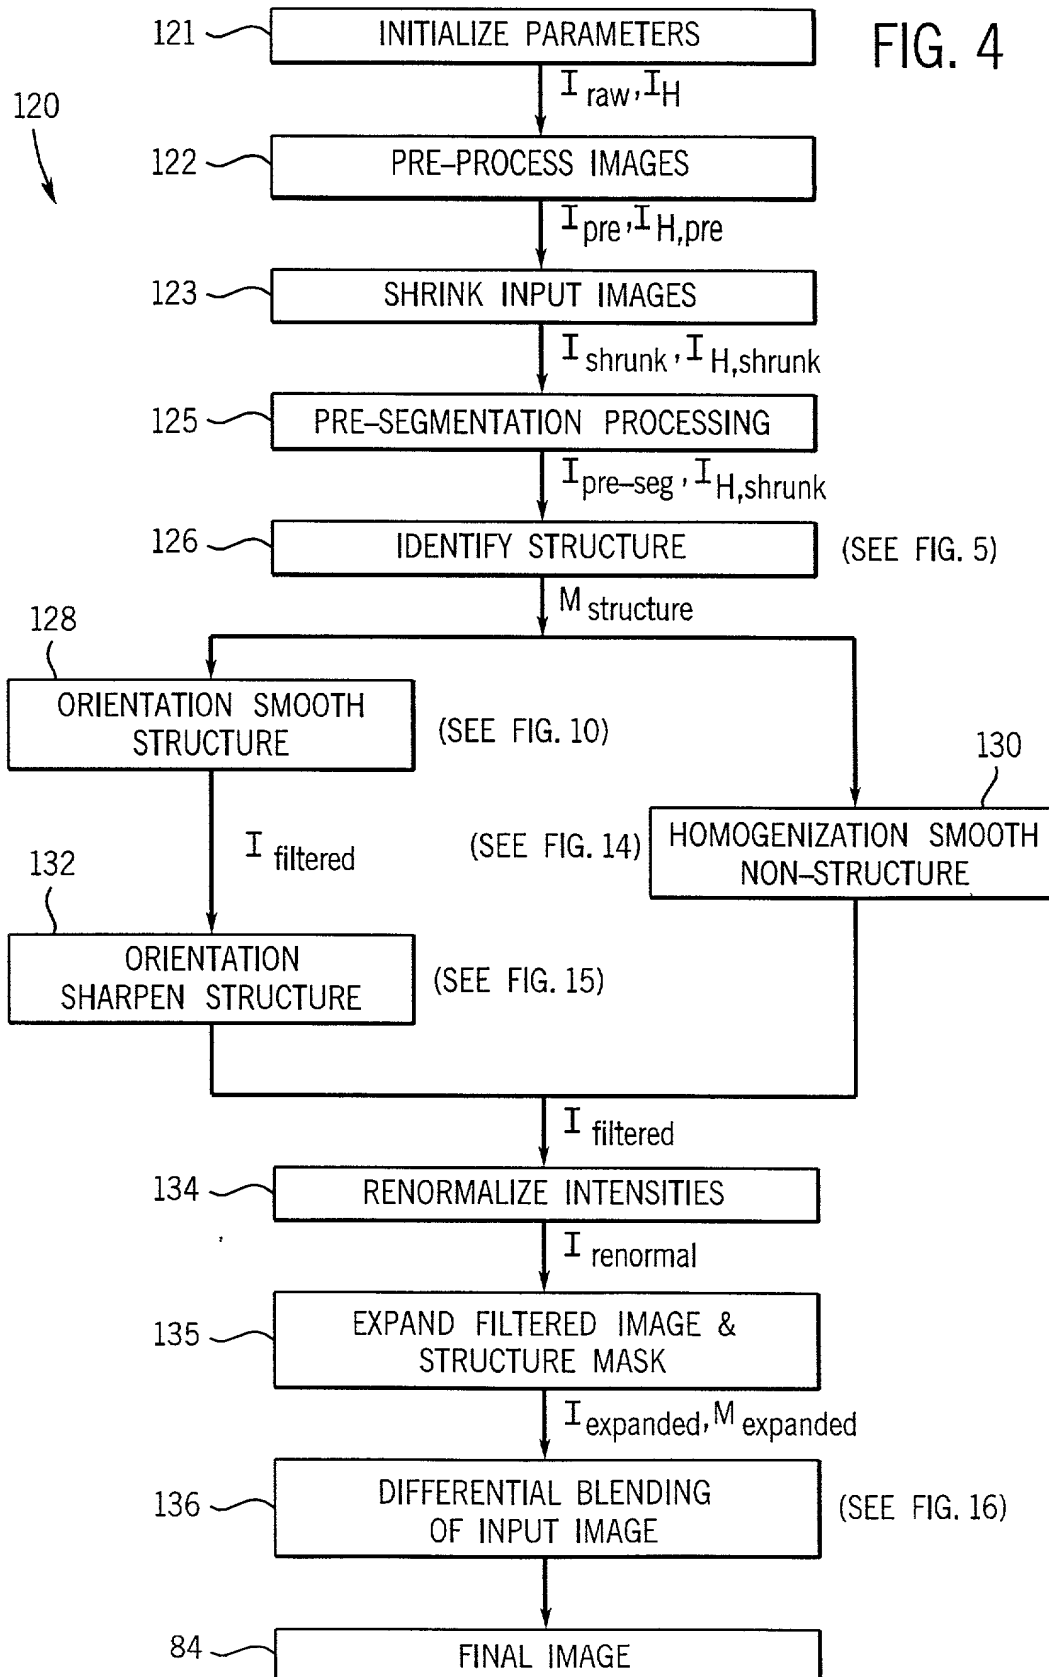 FIG. 4
121
INITIALIZE PARAMETERS
I raw, I H
120
122
PRE-PROCESS IMAGES
I pre, I H,pre
123
SHRINK INPUT IMAGES
I shrunk, I H,shrunk
125
PRE-SEGMENTATION PROCESSING
I pre-seg, I H,shrunk
126
IDENTIFY STRUCTURE
(SEE FIG. 5)
M structure
128
ORIENTATION SMOOTH
STRUCTURE
(SEE FIG. 10)
130
HOMOGENIZATION SMOOTH
NON-STRUCTURE
(SEE FIG. 14)
I filtered
132
ORIENTATION
SHARPEN STRUCTURE
(SEE FIG. 15)
I filtered
134
RENORMALIZE INTENSITIES
I renormal
135
EXPAND FILTERED IMAGE &
STRUCTURE MASK
I expanded, M expanded
136
DIFFERENTIAL BLENDING
OF INPUT IMAGE
(SEE FIG. 16)
84
FINAL IMAGE